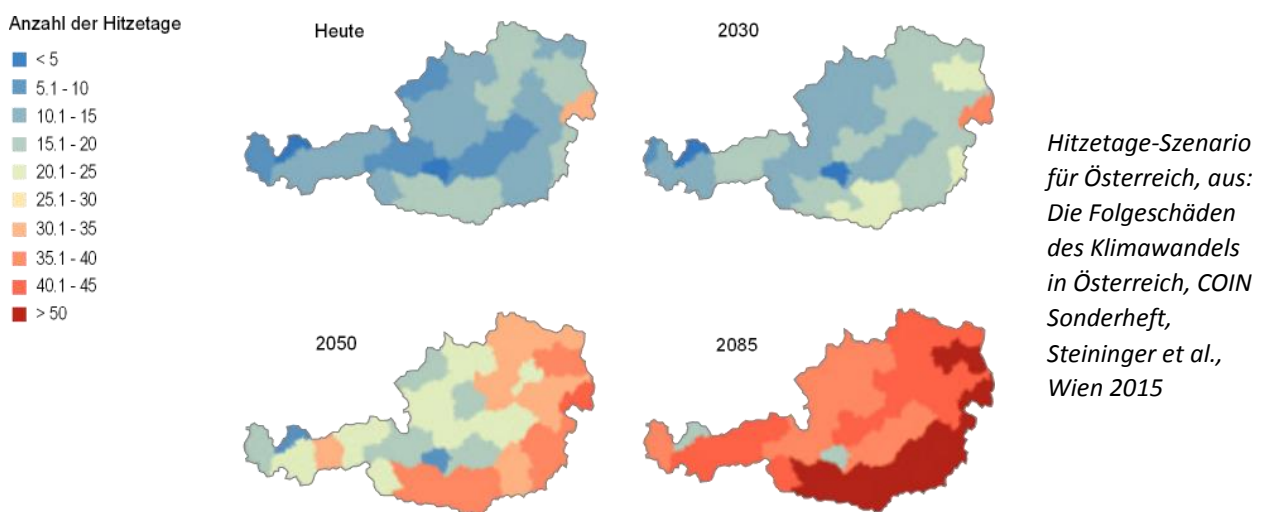 Anzahl der Hitzetage
< 5
5.1 - 10
10.1 - 15
15.1 - 20
20.1 - 25
25.1 - 30
30.1 - 35
35.1 - 40
40.1 - 45
> 50
Heute
2030
2050
2085
Hitzetage-Szenario
für Österreich, aus:
Die Folgeschäden
des Klimawandels
in Österreich, COIN
Sonderheft,
Steininger et al.,
Wien 2015